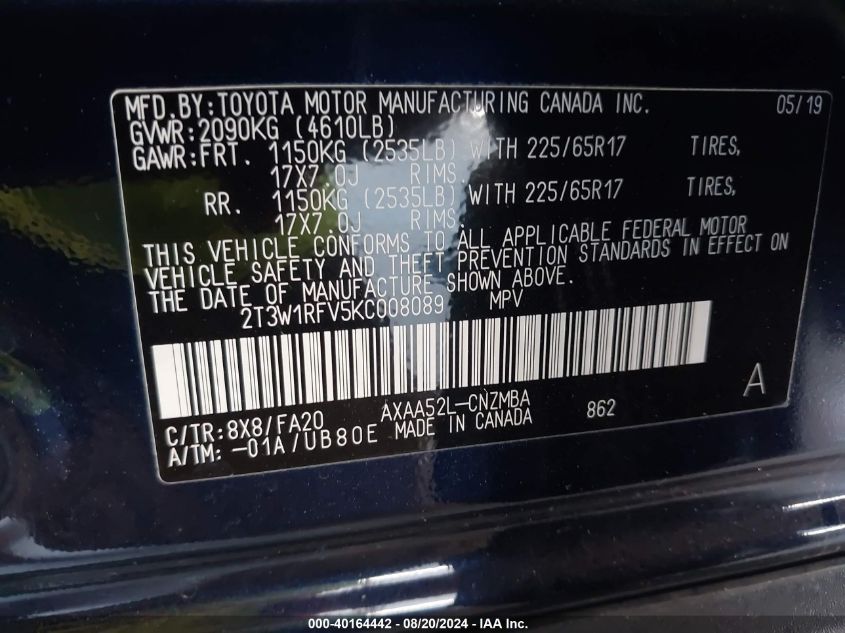 MFD.BY:TOYOTA MOTOR MANUFACTURING CANADA INC. 05/19
GVWR:2090KG (4610LB)
GAWR:FRT. 1150KG (2535LB) WITH 225/65R17 TIRES,
17X7.0J RIMS
RR. 1150KG (2535LB) WITH 225/65R17 TIRES,
17X7.0J RIMS
THIS VEHICLE CONFORMS TO ALL APPLICABLE FEDERAL MOTOR
VEHICLE SAFETY AND THEFT PREVENTION STANDARDS IN EFFECT ON
THE DATE OF MANUFACTURE SHOWN ABOVE.
2T3W1RFV5KC008089 MPV
A
C/TR:8X8/FA20 AXAA52L-CNZMBA 862
A/TM:-01A/UB80E MADE IN CANADA
000-40164442 - 08/20/2024 - IAA Inc.